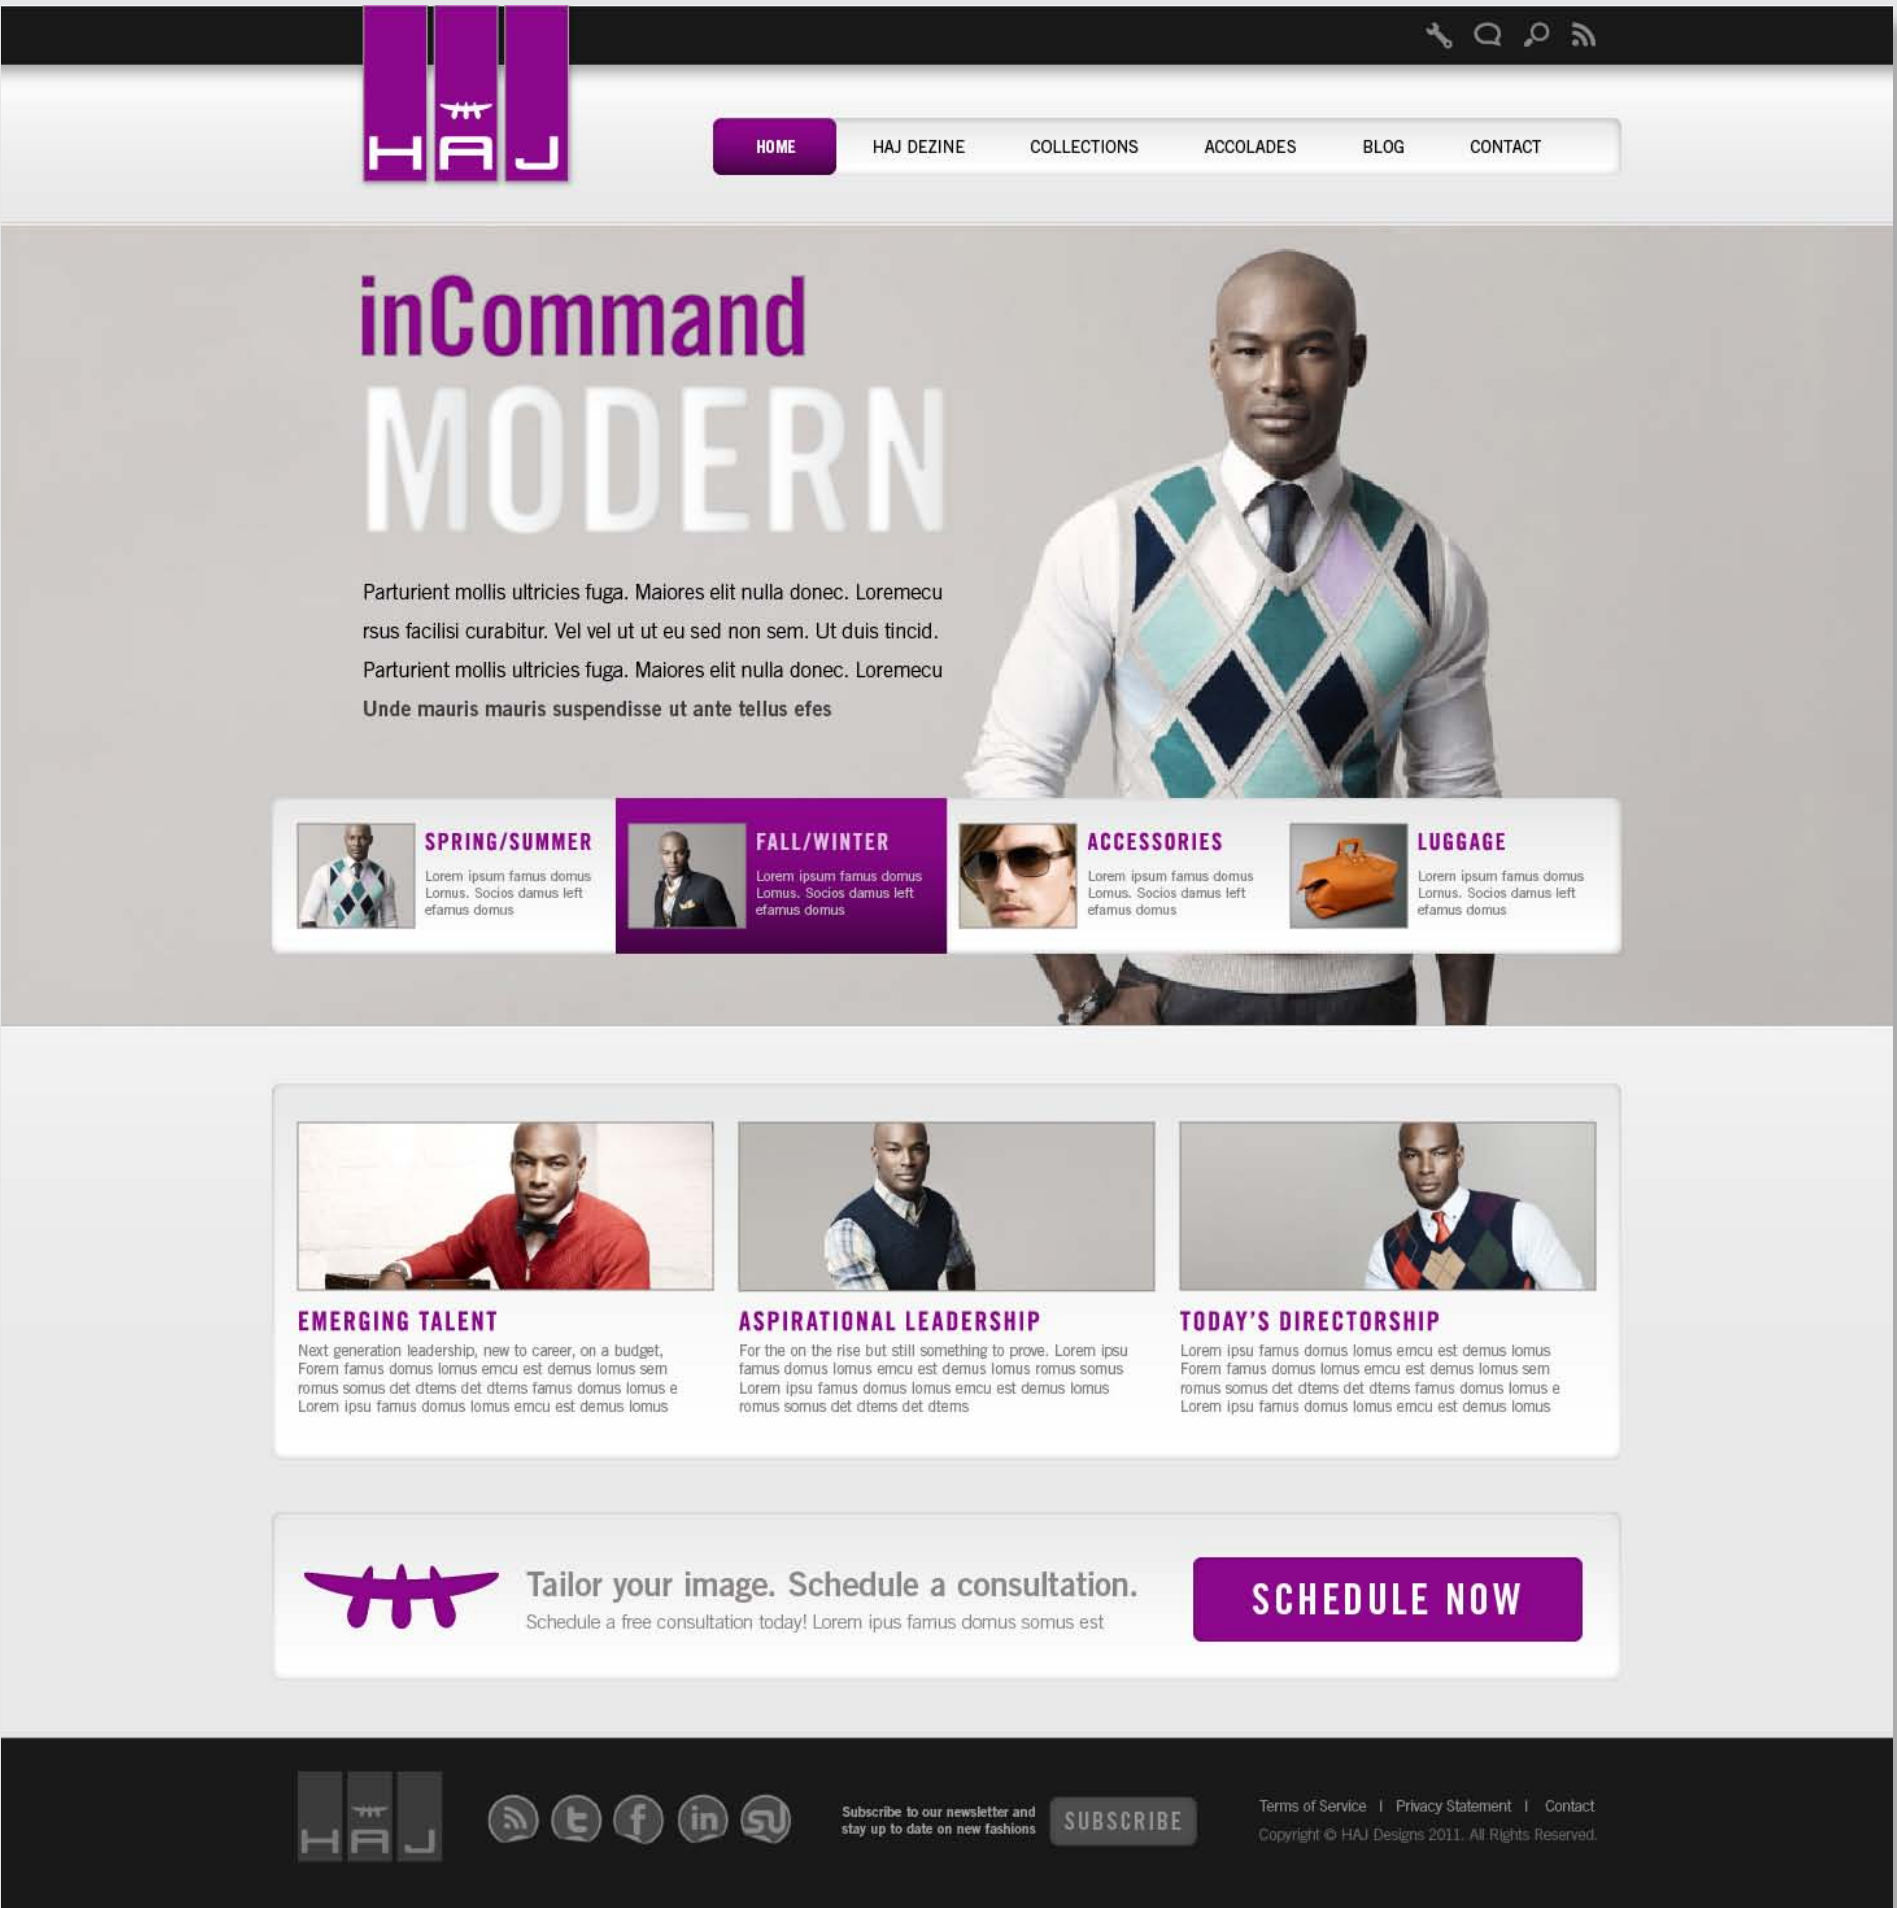 HAJ
HOME HAJ DEZINE COLLECTIONS ACCOLADES BLOG CONTACT
inCommand
MODERN
Parturient mollis ultricies fuga. Maiores elit nulla donec. Loremecu
rsus facilisi curabitur. Vel vel ut ut eu sed non sem. Ut duis tincid.
Parturient mollis ultricies fuga. Maiores elit nulla donec. Loremecu
Unde mauris mauris suspendisse ut ante tellus efes
SPRING/SUMMER
Lorem ipsum famus domus
Lomus. Socios damus left
efamus domus
FALL/WINTER
Lorem ipsum famus domus
Lomus. Socios damus left
efamus domus
ACCESSORIES
Lorem ipsum famus domus
Lomus. Socios damus left
efamus domus
LUGGAGE
Lorem ipsum famus domus
Lomus. Socios damus left
efamus domus
EMERGING TALENT
Next generation leadership, new to career, on a budget,
Forem famus domus lomus emcu est demus lomus sem
romus somus det dtems det dtems famus domus lomus e
Lorem ipsu famus domus lomus emcu est demus lomus
ASPIRATIONAL LEADERSHIP
For the on the rise but still something to prove. Lorem ipsu
famus domus lomus emcu est demus lomus romus somus
Lorem ipsu famus domus lomus emcu est demus lomus
romus somus det dtems det dtems
TODAY'S DIRECTORSHIP
Lorem ipsu famus domus lomus emcu est demus lomus
Forem famus domus lomus emcu est demus lomus sem
romus somus det dtems det dtems famus domus lomus e
Lorem ipsu famus domus lomus emcu est demus lomus
Tailor your image. Schedule a consultation.
Schedule a free consultation today! Lorem ipus famus domus somus est
SCHEDULE NOW
HAJ
t f in su
Subscribe to our newsletter and
stay up to date on new fashions
SUBSCRIBE
Terms of Service | Privacy Statement | Contact
Copyright © HAJ Designs 2011. All Rights Reserved.